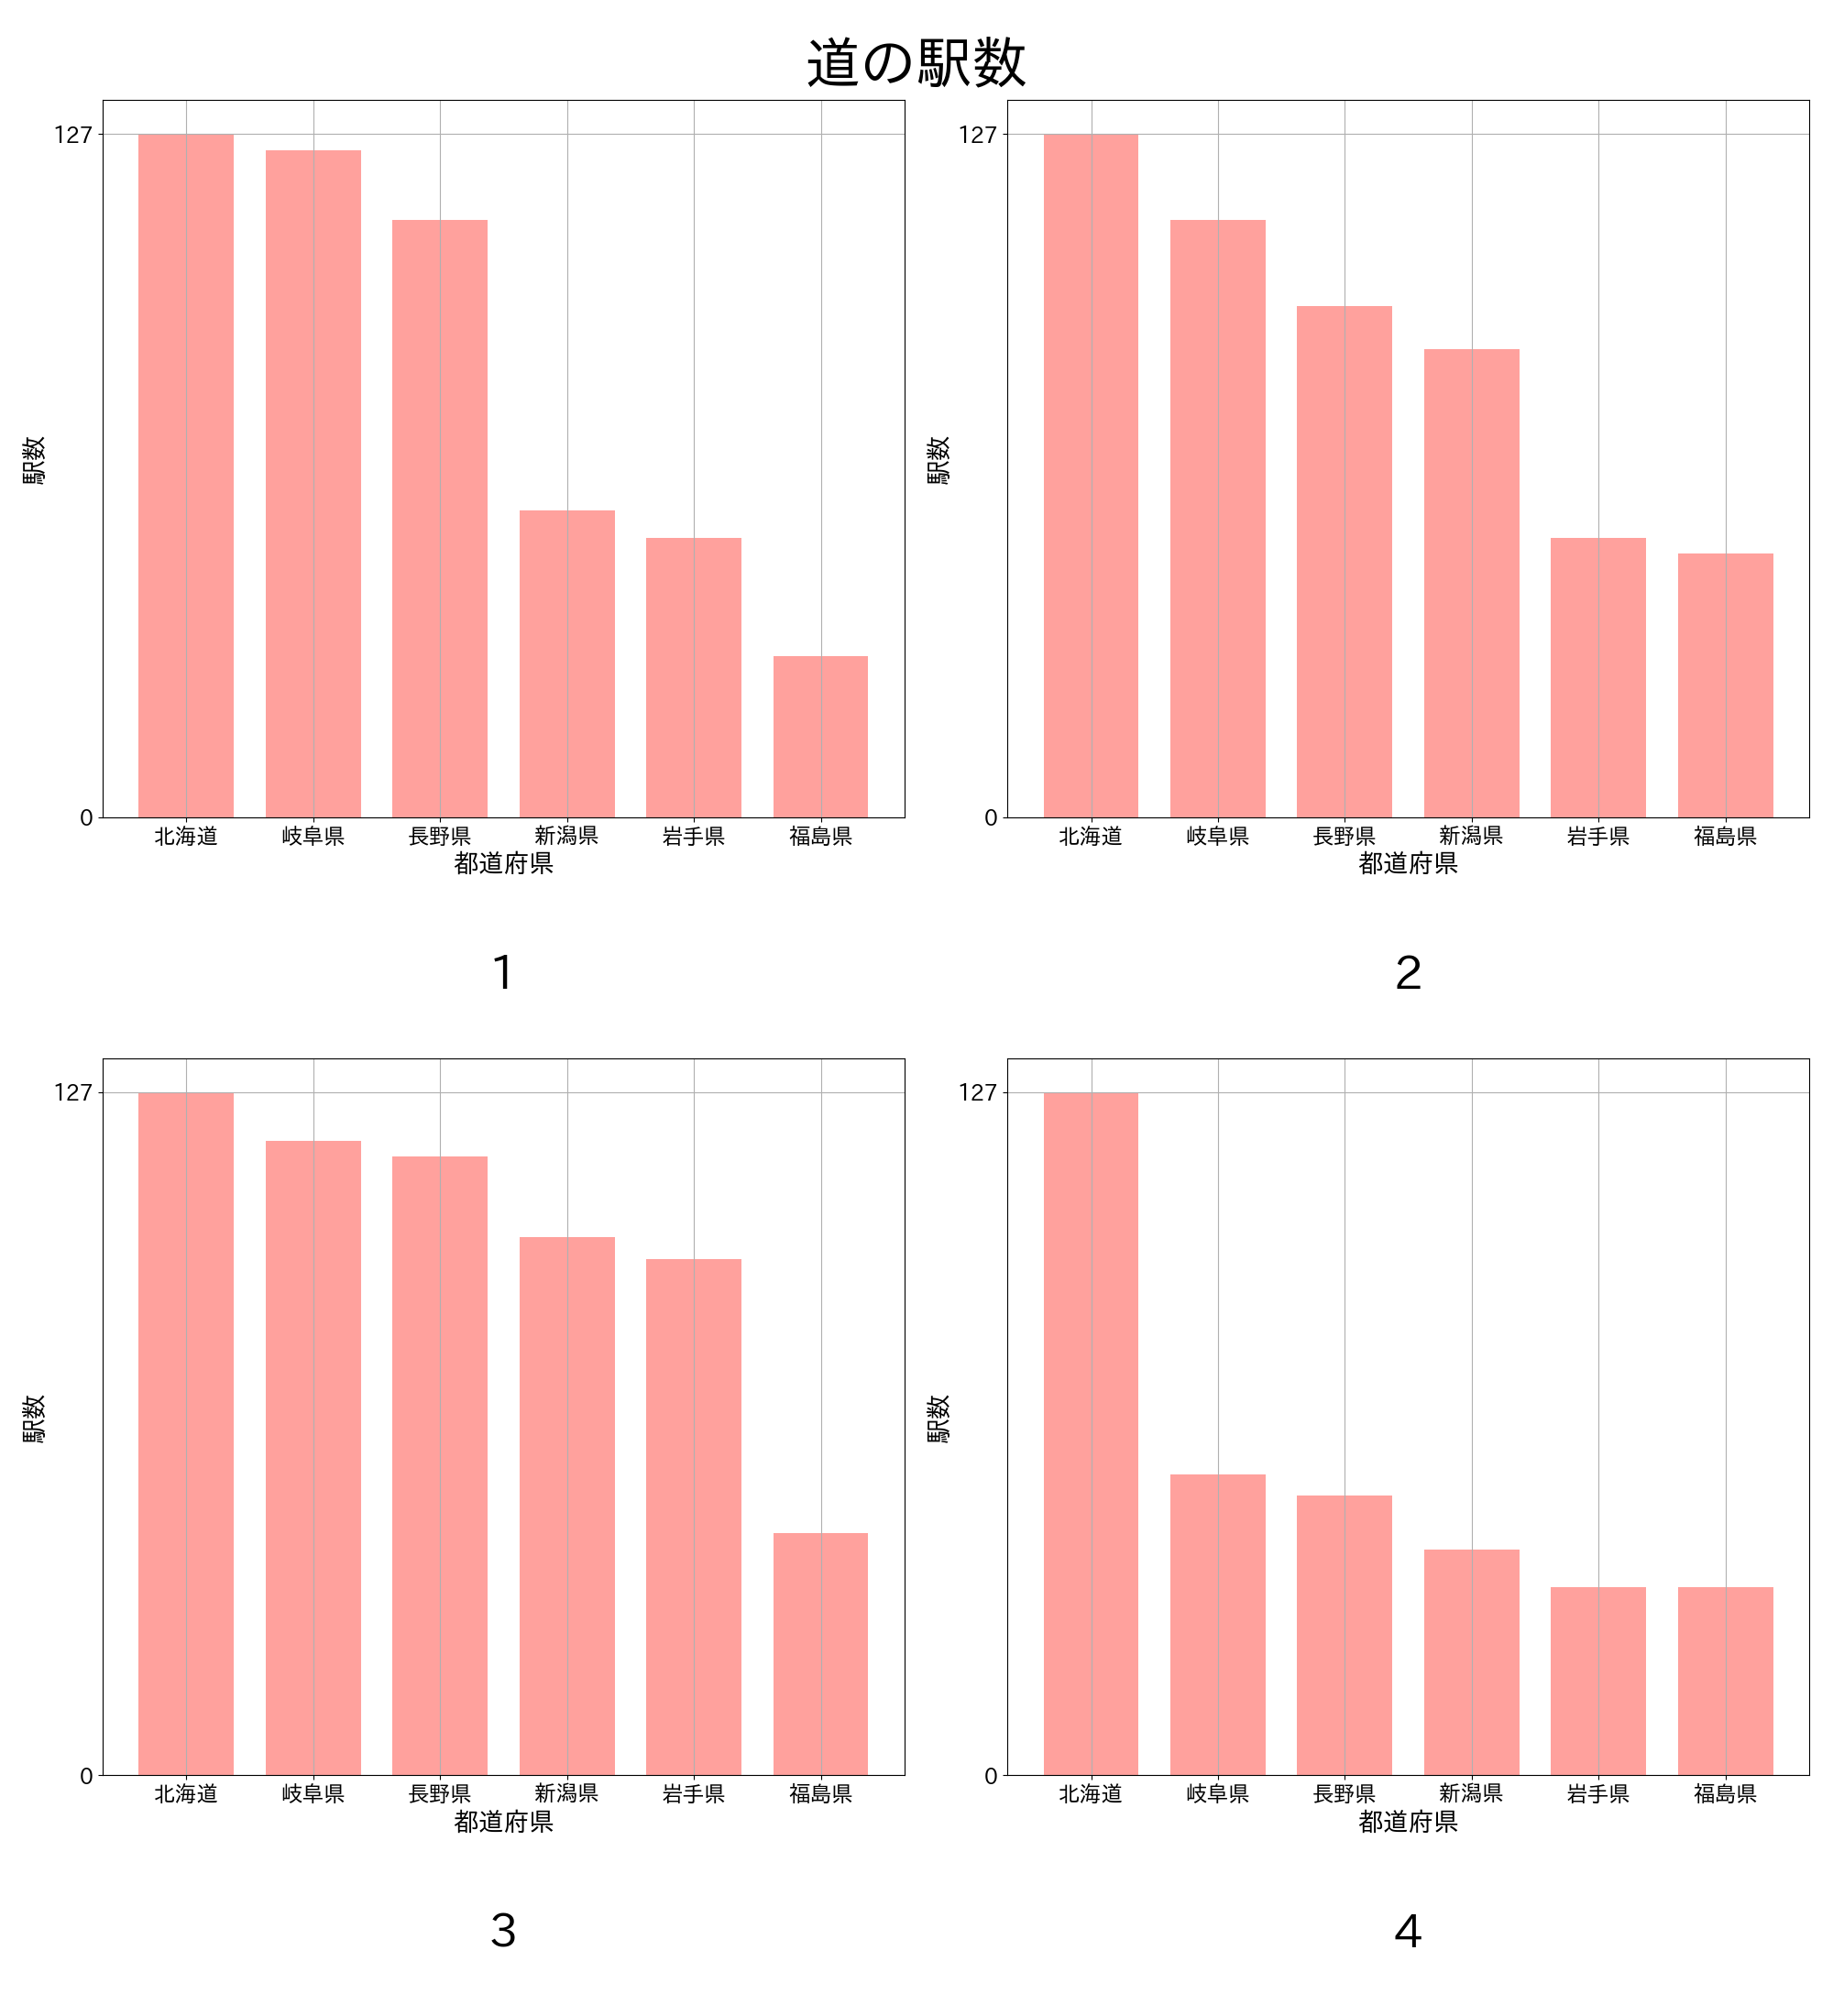 道の駅数
127
0
駅数
北海道 岐阜県 長野県 新潟県 岩手県 福島県
都道府県
1
127
0
駅数
北海道 岐阜県 長野県 新潟県 岩手県 福島県
都道府県
2
127
0
駅数
北海道 岐阜県 長野県 新潟県 岩手県 福島県
都道府県
3
127
0
駅数
北海道 岐阜県 長野県 新潟県 岩手県 福島県
都道府県
4